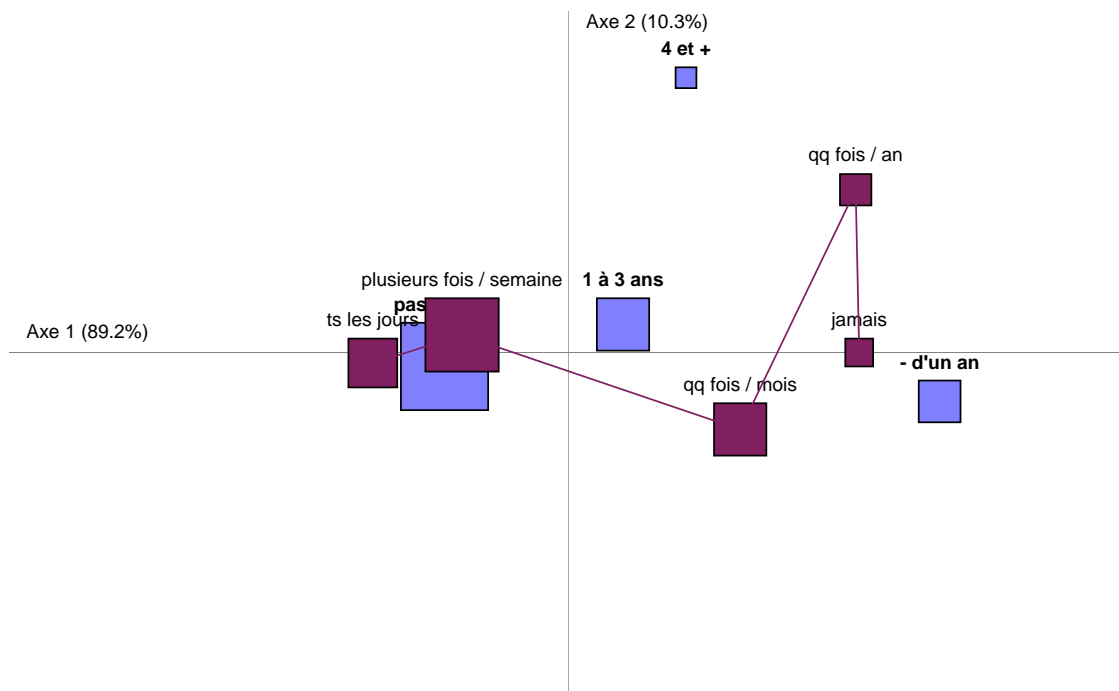 Axe 2 (10.3%)
4 et +
qq fois / an
plusieurs fois / semaine
1 à 3 ans
pas
ts les jours
jamais
Axe 1 (89.2%)
- d'un an
qq fois / mois